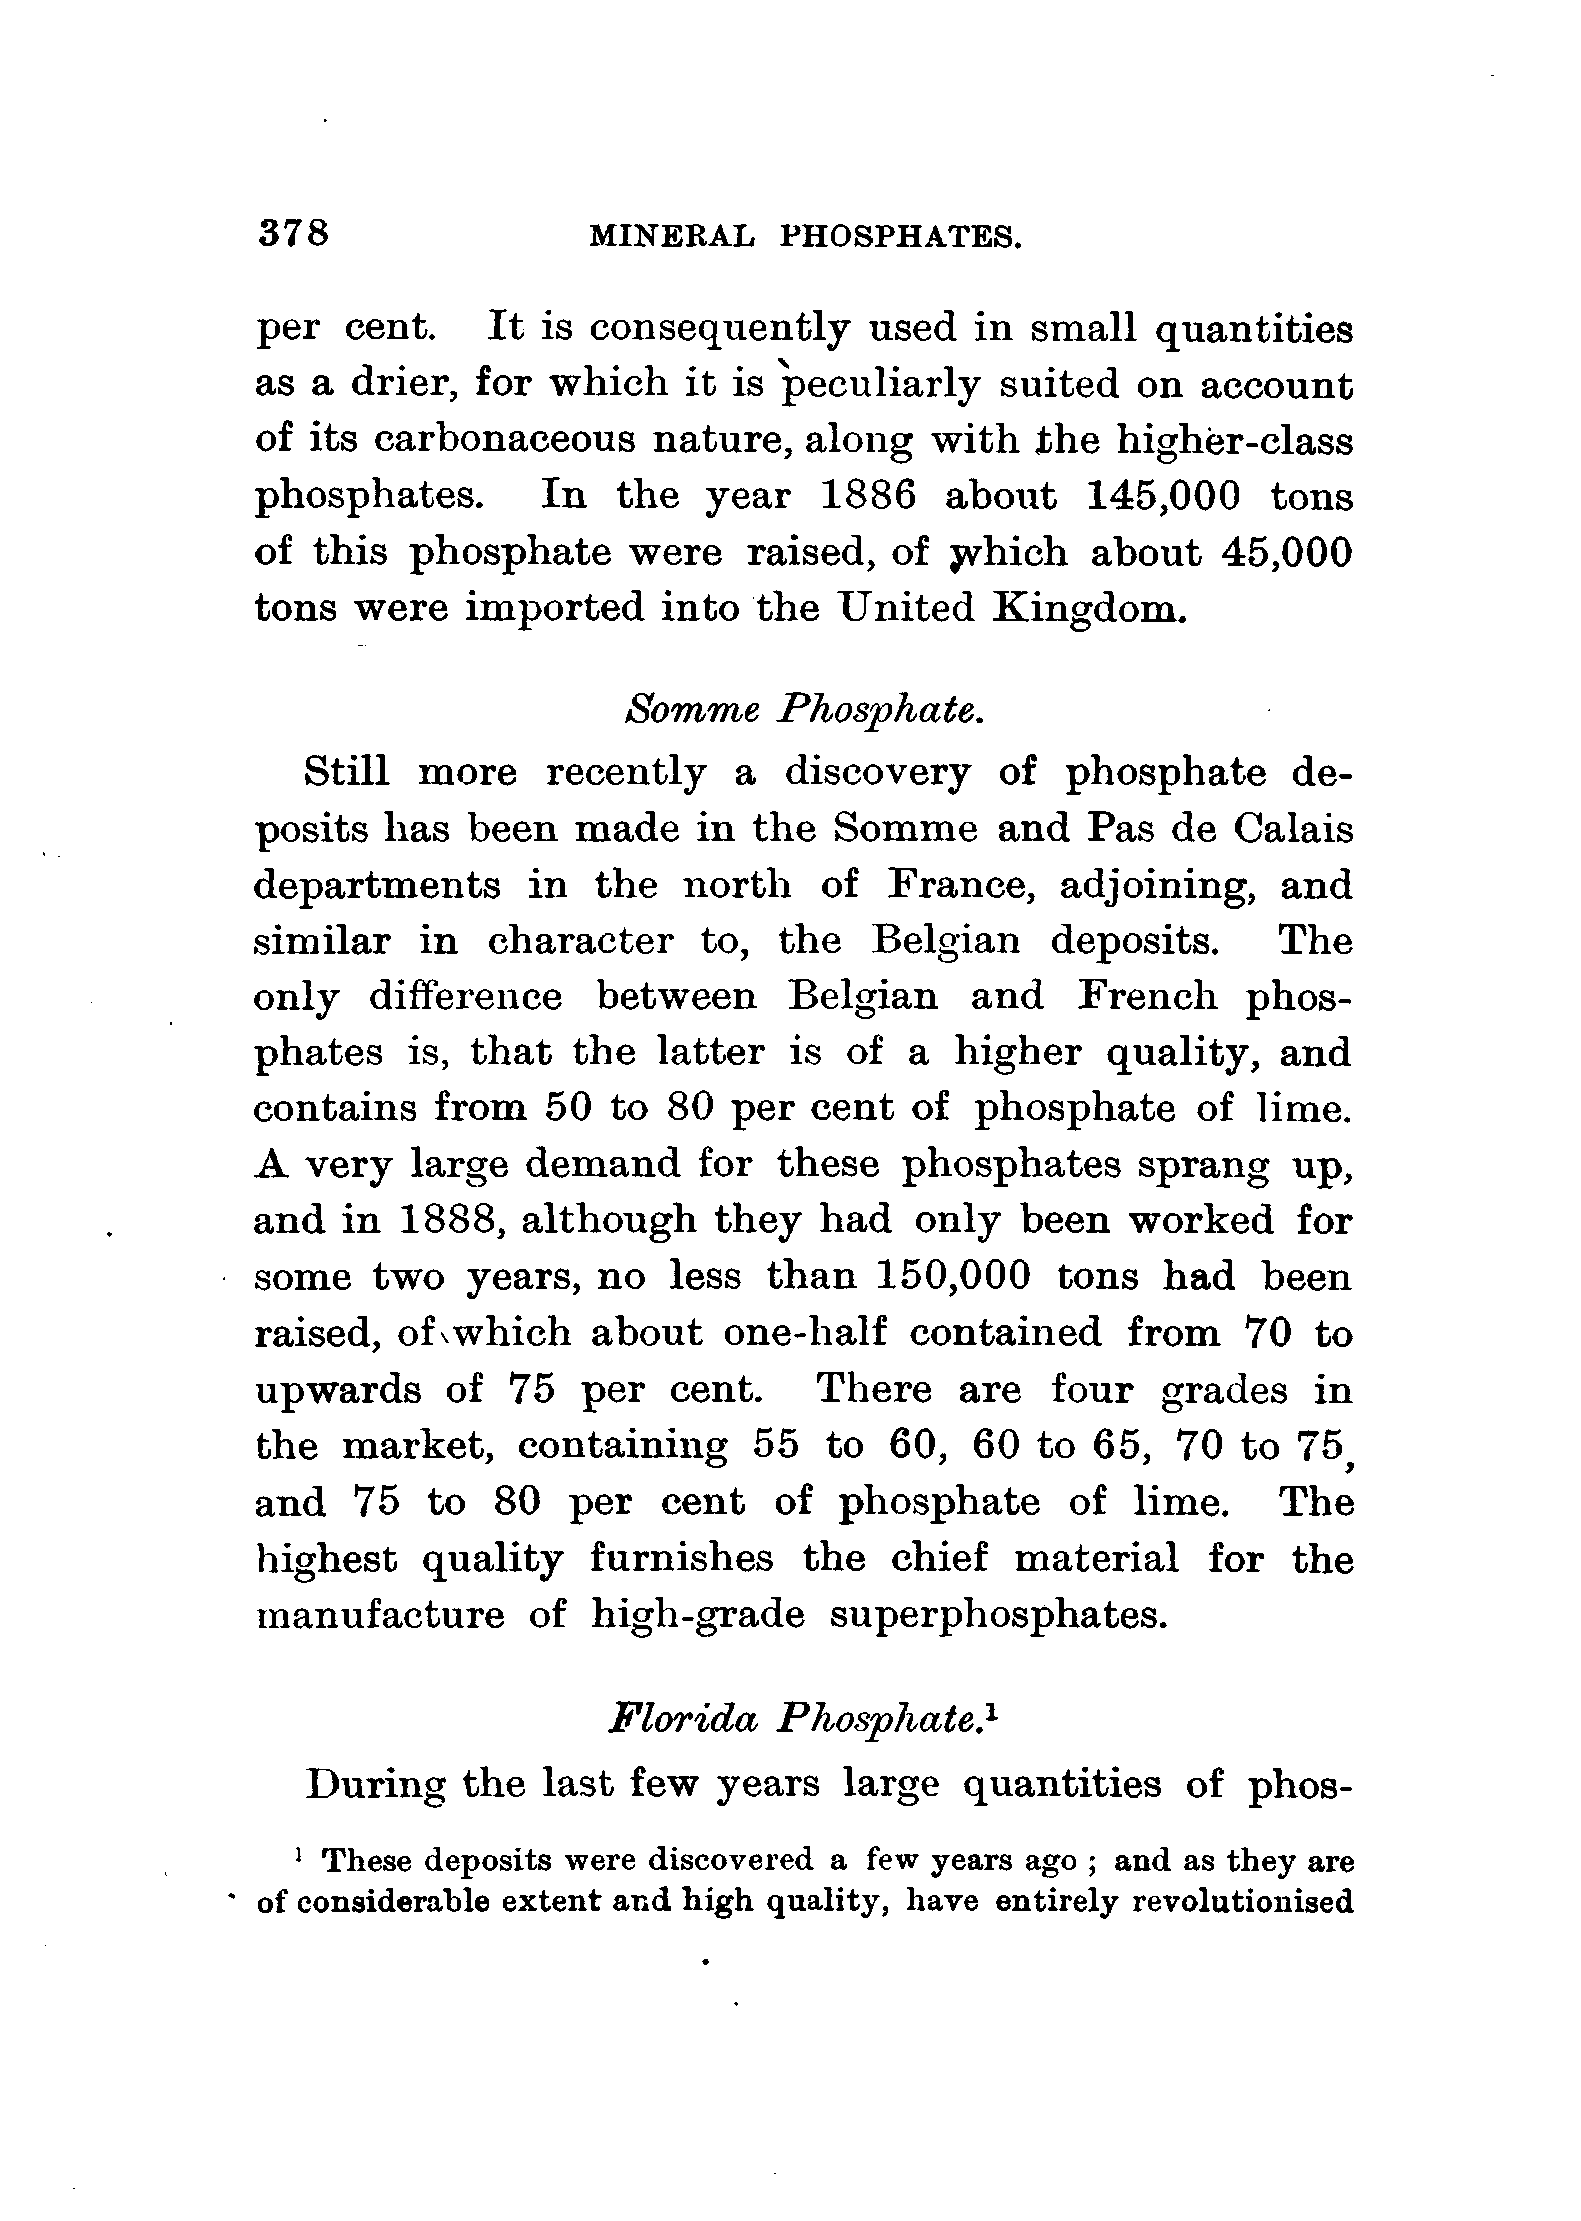 378 MINERAL PHOSPHATES.
per cent. It is consequently used in small quantities
as a drier, for which it is peculiarly suited on account
of its carbonaceous nature, along with the higher-class
phosphates. In the year 1886 about 145,000 tons
of this phosphate were raised, of which about 45,000
tons were imported into the United Kingdom.
Somme Phosphate.
Still more recently a discovery of phosphate de-
posits has been made in the Somme and Pas de Calais
departments in the north of France, adjoining, and
similar in character to, the Belgian deposits. The
only difference between Belgian and French phos-
phates is, that the latter is of a higher quality, and
contains from 50 to 80 per cent of phosphate of lime.
A very large demand for these phosphates sprang up,
and in 1888, although they had only been worked for
some two years, no less than 150,000 tons had been
raised, of which about one-half contained from 70 to
upwards of 75 per cent. There are four grades in
the market, containing 55 to 60, 60 to 65, 70 to 75,
and 75 to 80 per cent of phosphate of lime. The
highest quality furnishes the chief material for the
manufacture of high-grade superphosphates.
Florida Phosphate.¹
During the last few years large quantities of phos-
¹ These deposits were discovered a few years ago ; and as they are
of considerable extent and high quality, have entirely revolutionised